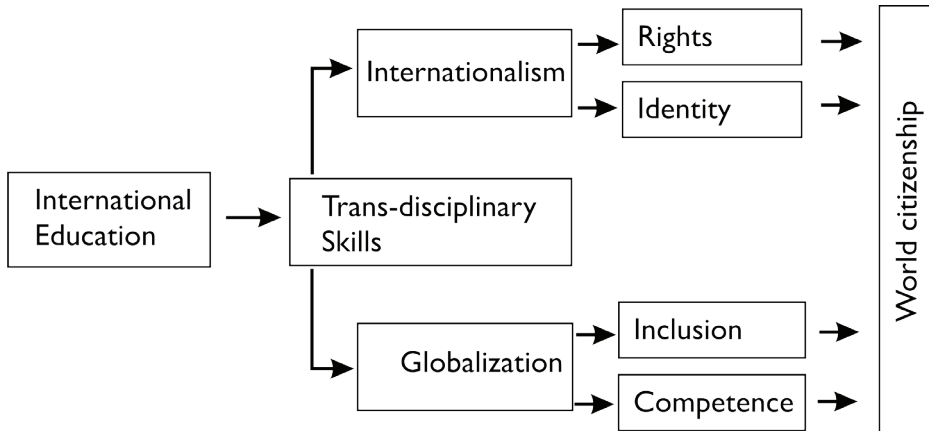 International
Education
Trans-disciplinary
Skills
Internationalism
Rights
Identity
Globalization
Inclusion
Competence
World citizenship